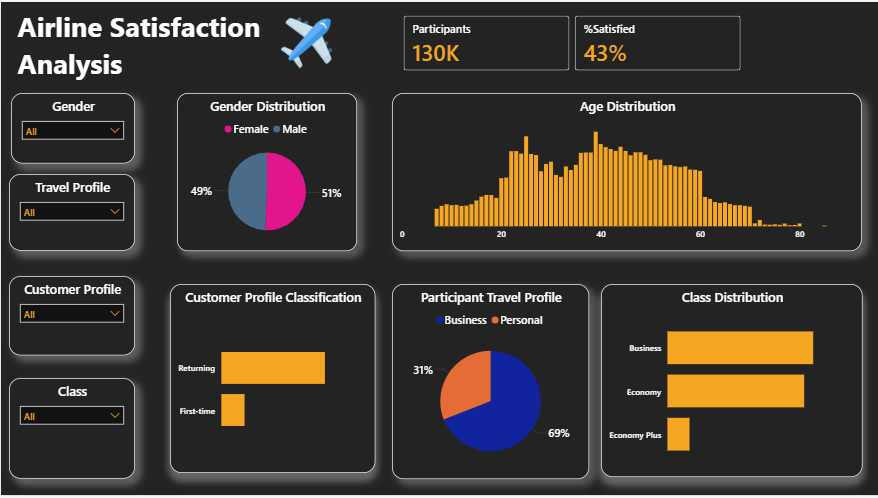 Airline Satisfaction
Analysis
Participants
130K
%Satisfied
43%
Gender
All
Travel Profile
All
Customer Profile
All
Class
All
Gender Distribution
Female Male
49%
51%
Age Distribution
0 20 40 60 80
Customer Profile Classification
Returning
First-time
Participant Travel Profile
Business Personal
31%
69%
Class Distribution
Business
Economy
Economy Plus